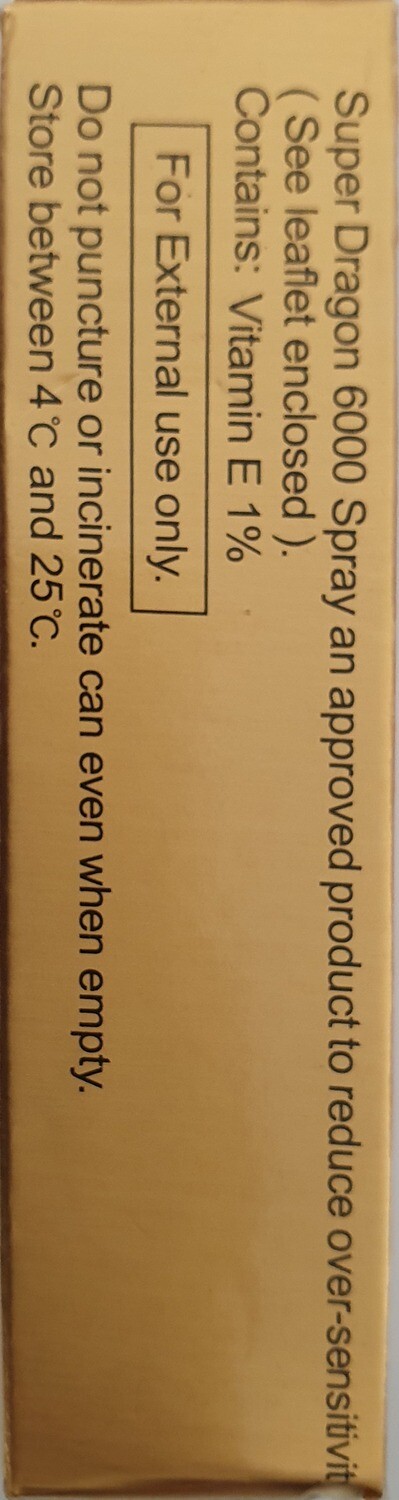 Super Dragon 6000 Spray an approved product to reduce over-sensitivit
( See leaflet enclosed ).
Contains: Vitamin E 1%
For External use only.
Do not puncture or incinerate can even when empty.
Store between 4°C and 25°C.